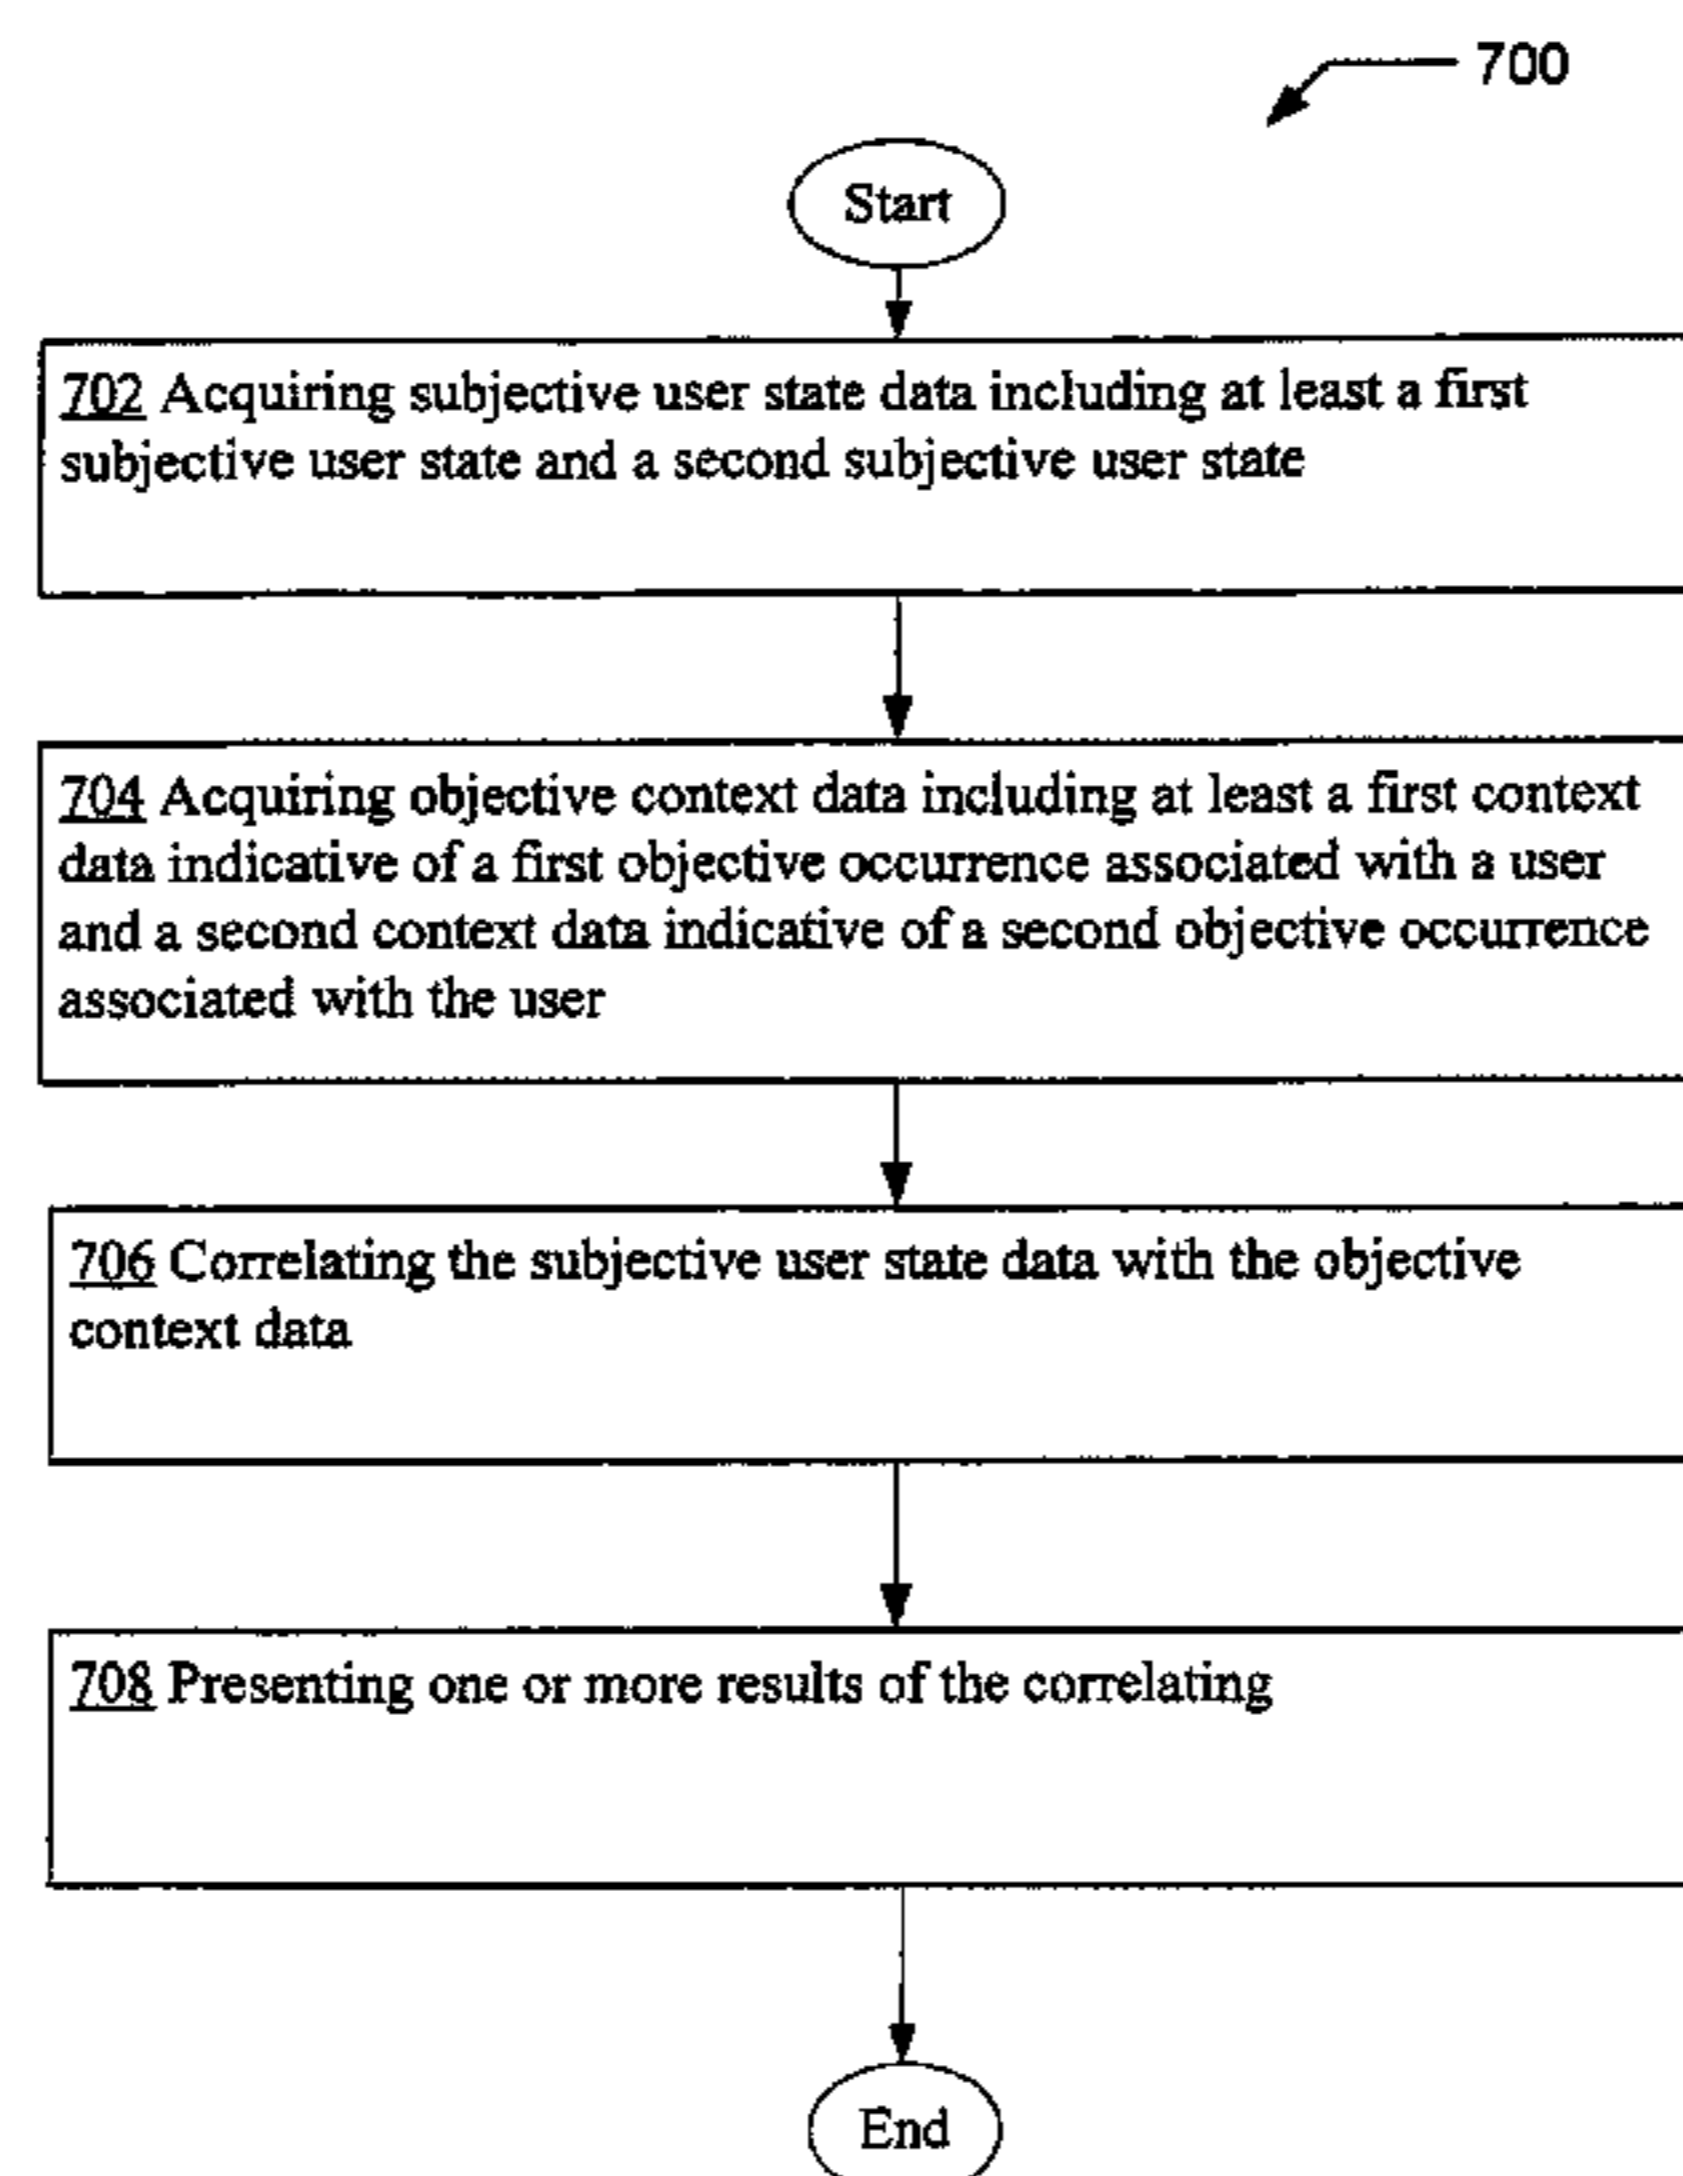 700
Start
702 Acquiring subjective user state data including at least a first
subjective user state and a second subjective user state
704 Acquiring objective context data including at least a first context
data indicative of a first objective occurrence associated with a user
and a second context data indicative of a second objective occurrence
associated with the user
706 Correlating the subjective user state data with the objective
context data
708 Presenting one or more results of the correlating
End